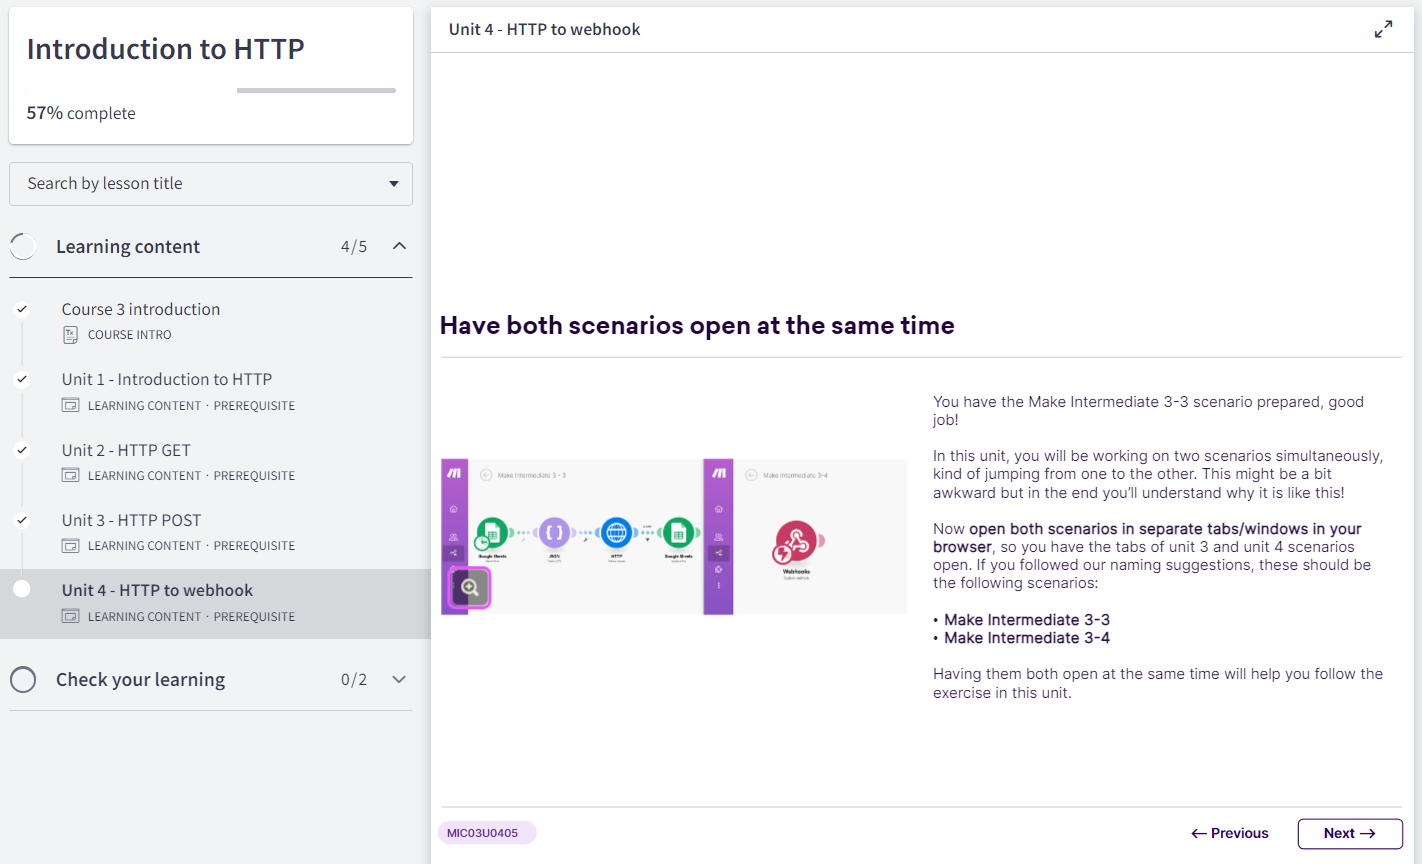 Introduction to HTTP
57% complete
Search by lesson title
Learning content 4/5
Course 3 introduction
COURSE INTRO
Unit 1 - Introduction to HTTP
LEARNING CONTENT · PREREQUISITE
Unit 2 - HTTP GET
LEARNING CONTENT · PREREQUISITE
Unit 3 - HTTP POST
LEARNING CONTENT · PREREQUISITE
Unit 4 - HTTP to webhook
LEARNING CONTENT · PREREQUISITE
Check your learning 0/2
Unit 4 - HTTP to webhook
Have both scenarios open at the same time
Make Intermediate 3 - 3
Google Sheets
JSON
HTTP
Google Sheets
Make Intermediate 3-4
Webhooks
You have the Make Intermediate 3-3 scenario prepared, good
job!
In this unit, you will be working on two scenarios simultaneously,
kind of jumping from one to the other. This might be a bit
awkward but in the end you’ll understand why it is like this!
Now open both scenarios in separate tabs/windows in your
browser, so you have the tabs of unit 3 and unit 4 scenarios
open. If you followed our naming suggestions, these should be
the following scenarios:
• Make Intermediate 3-3
• Make Intermediate 3-4
Having them both open at the same time will help you follow the
exercise in this unit.
MIC03U0405
← Previous
Next →